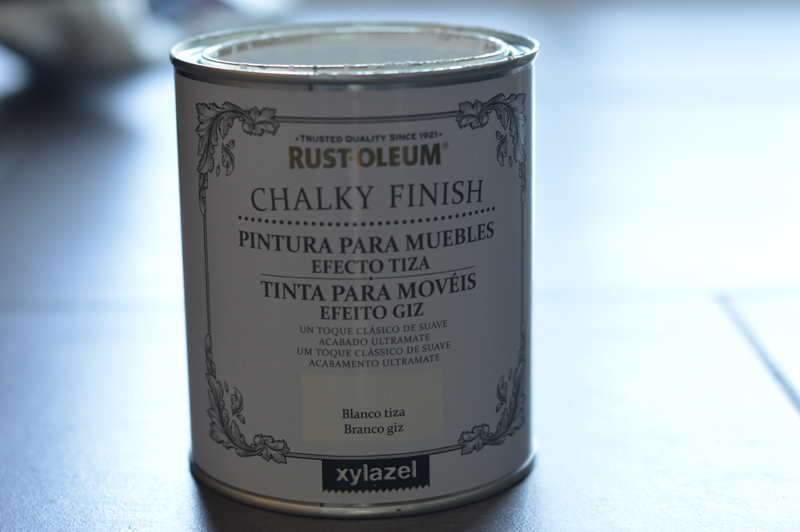 • TRUSTED QUALITY SINCE 1921 •
RUST-OLEUM®
CHALKY FINISH
PINTURA PARA MUEBLES
EFECTO TIZA
TINTA PARA MOVÉIS
EFEITO GIZ
UN TOQUE CLÁSICO DE SUAVE
ACABADO ULTRAMATE
UM TOQUE CLÁSSICO DE SUAVE
ACABAMENTO ULTRAMATE
Blanco tiza
Branco giz
xylazel